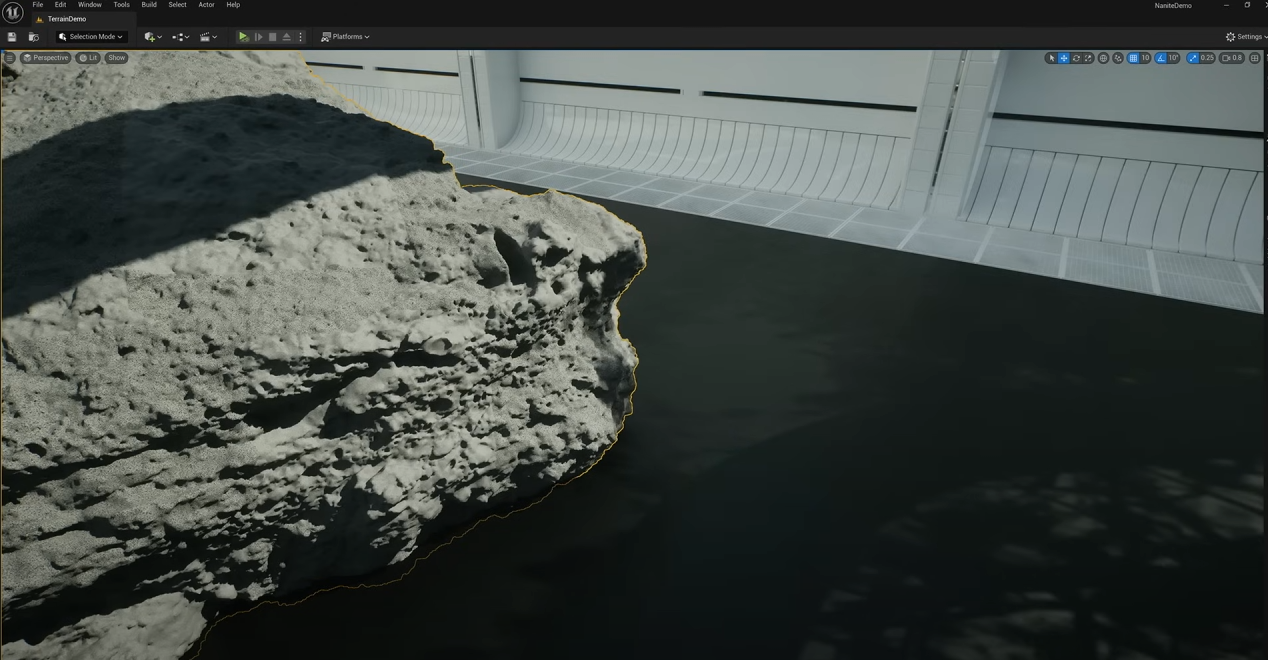 File Edit Window Tools Build Select Actor Help
NaniteDemo
TerrainDemo
Selection Mode
Platforms
Settings
Perspective Lit Show
10 10° 0.25 0.8